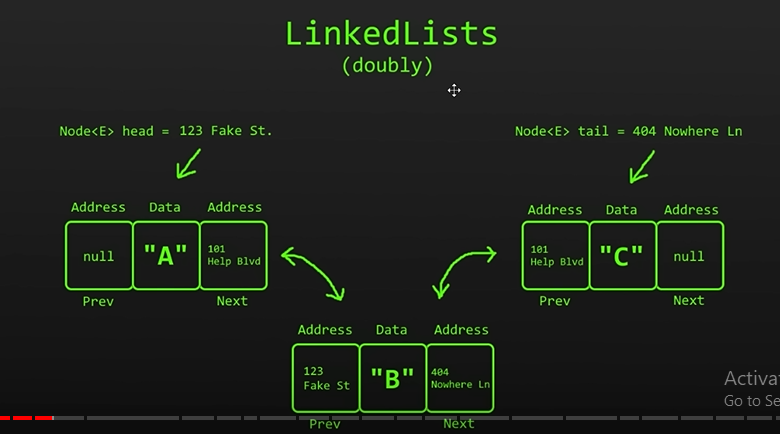 LinkedLists
(doubly)
Node<E> head = 123 Fake St.
Node<E> tail = 404 Nowhere Ln
Address Data Address
null "A" 101 Help Blvd
Prev Next
Address Data Address
101 Help Blvd "C" null
Prev Next
Address Data Address
123 Fake St "B" 404 Nowhere Ln
Prev Next
Go to Se